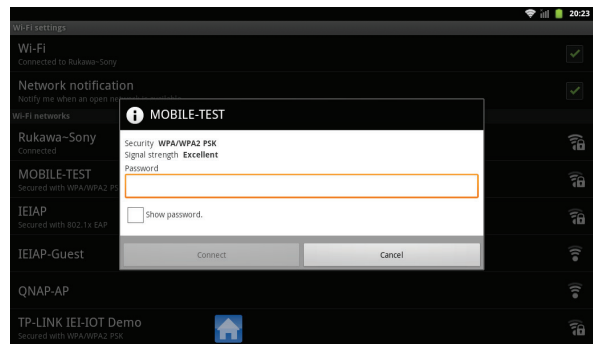 20:23
Wi-Fi settings
Wi-Fi
Connected to Rukawa~Sony
Network notification
Notify me when an open network is available
Wi-Fi networks
Rukawa~Sony
Connected
MOBILE-TEST
Secured with WPA/WPA2 PS
IEIAP
Secured with 802.1x EAP
IEIAP-Guest
QNAP-AP
TP-LINK IEI-IOT Demo
Secured with WPA/WPA2 PSK
MOBILE-TEST
Security WPA/WPA2 PSK
Signal strength Excellent
Password
Show password.
Connect
Cancel